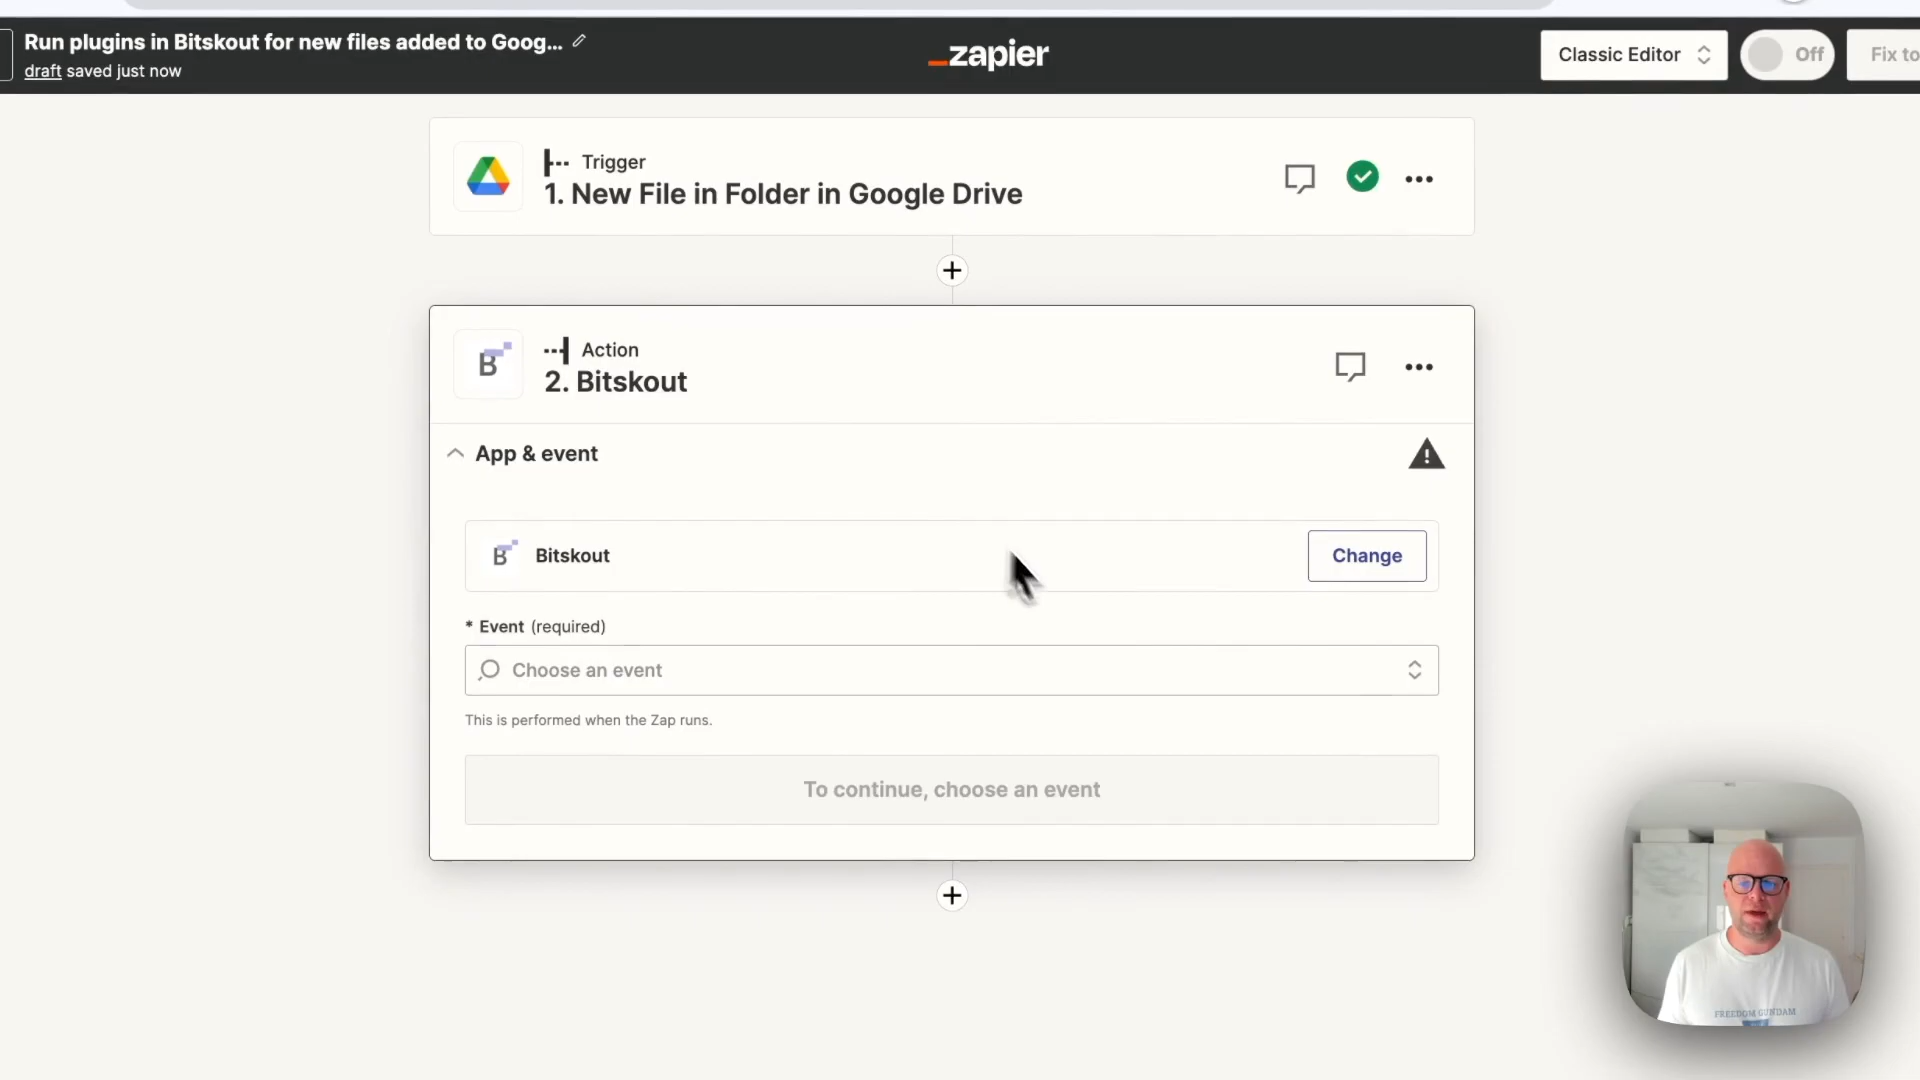 Run plugins in Bitskout for new files added to Goog...
draft saved just now
zapier
Classic Editor
Off
Fix to
Trigger
1. New File in Folder in Google Drive
Action
2. Bitskout
App & event
Bitskout
Change
* Event (required)
Choose an event
This is performed when the Zap runs.
To continue, choose an event
FREEDOM GUNDAM